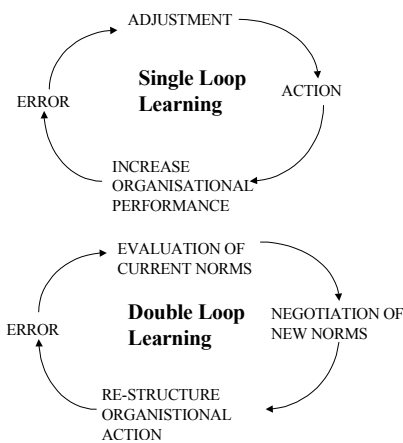 ADJUSTMENT
Single Loop
Learning
ERROR
ACTION
INCREASE
ORGANISATIONAL
PERFORMANCE
EVALUATION OF
CURRENT NORMS
Double Loop
Learning
ERROR
NEGOTIATION OF
NEW NORMS
RE-STRUCTURE
ORGANISTIONAL
ACTION